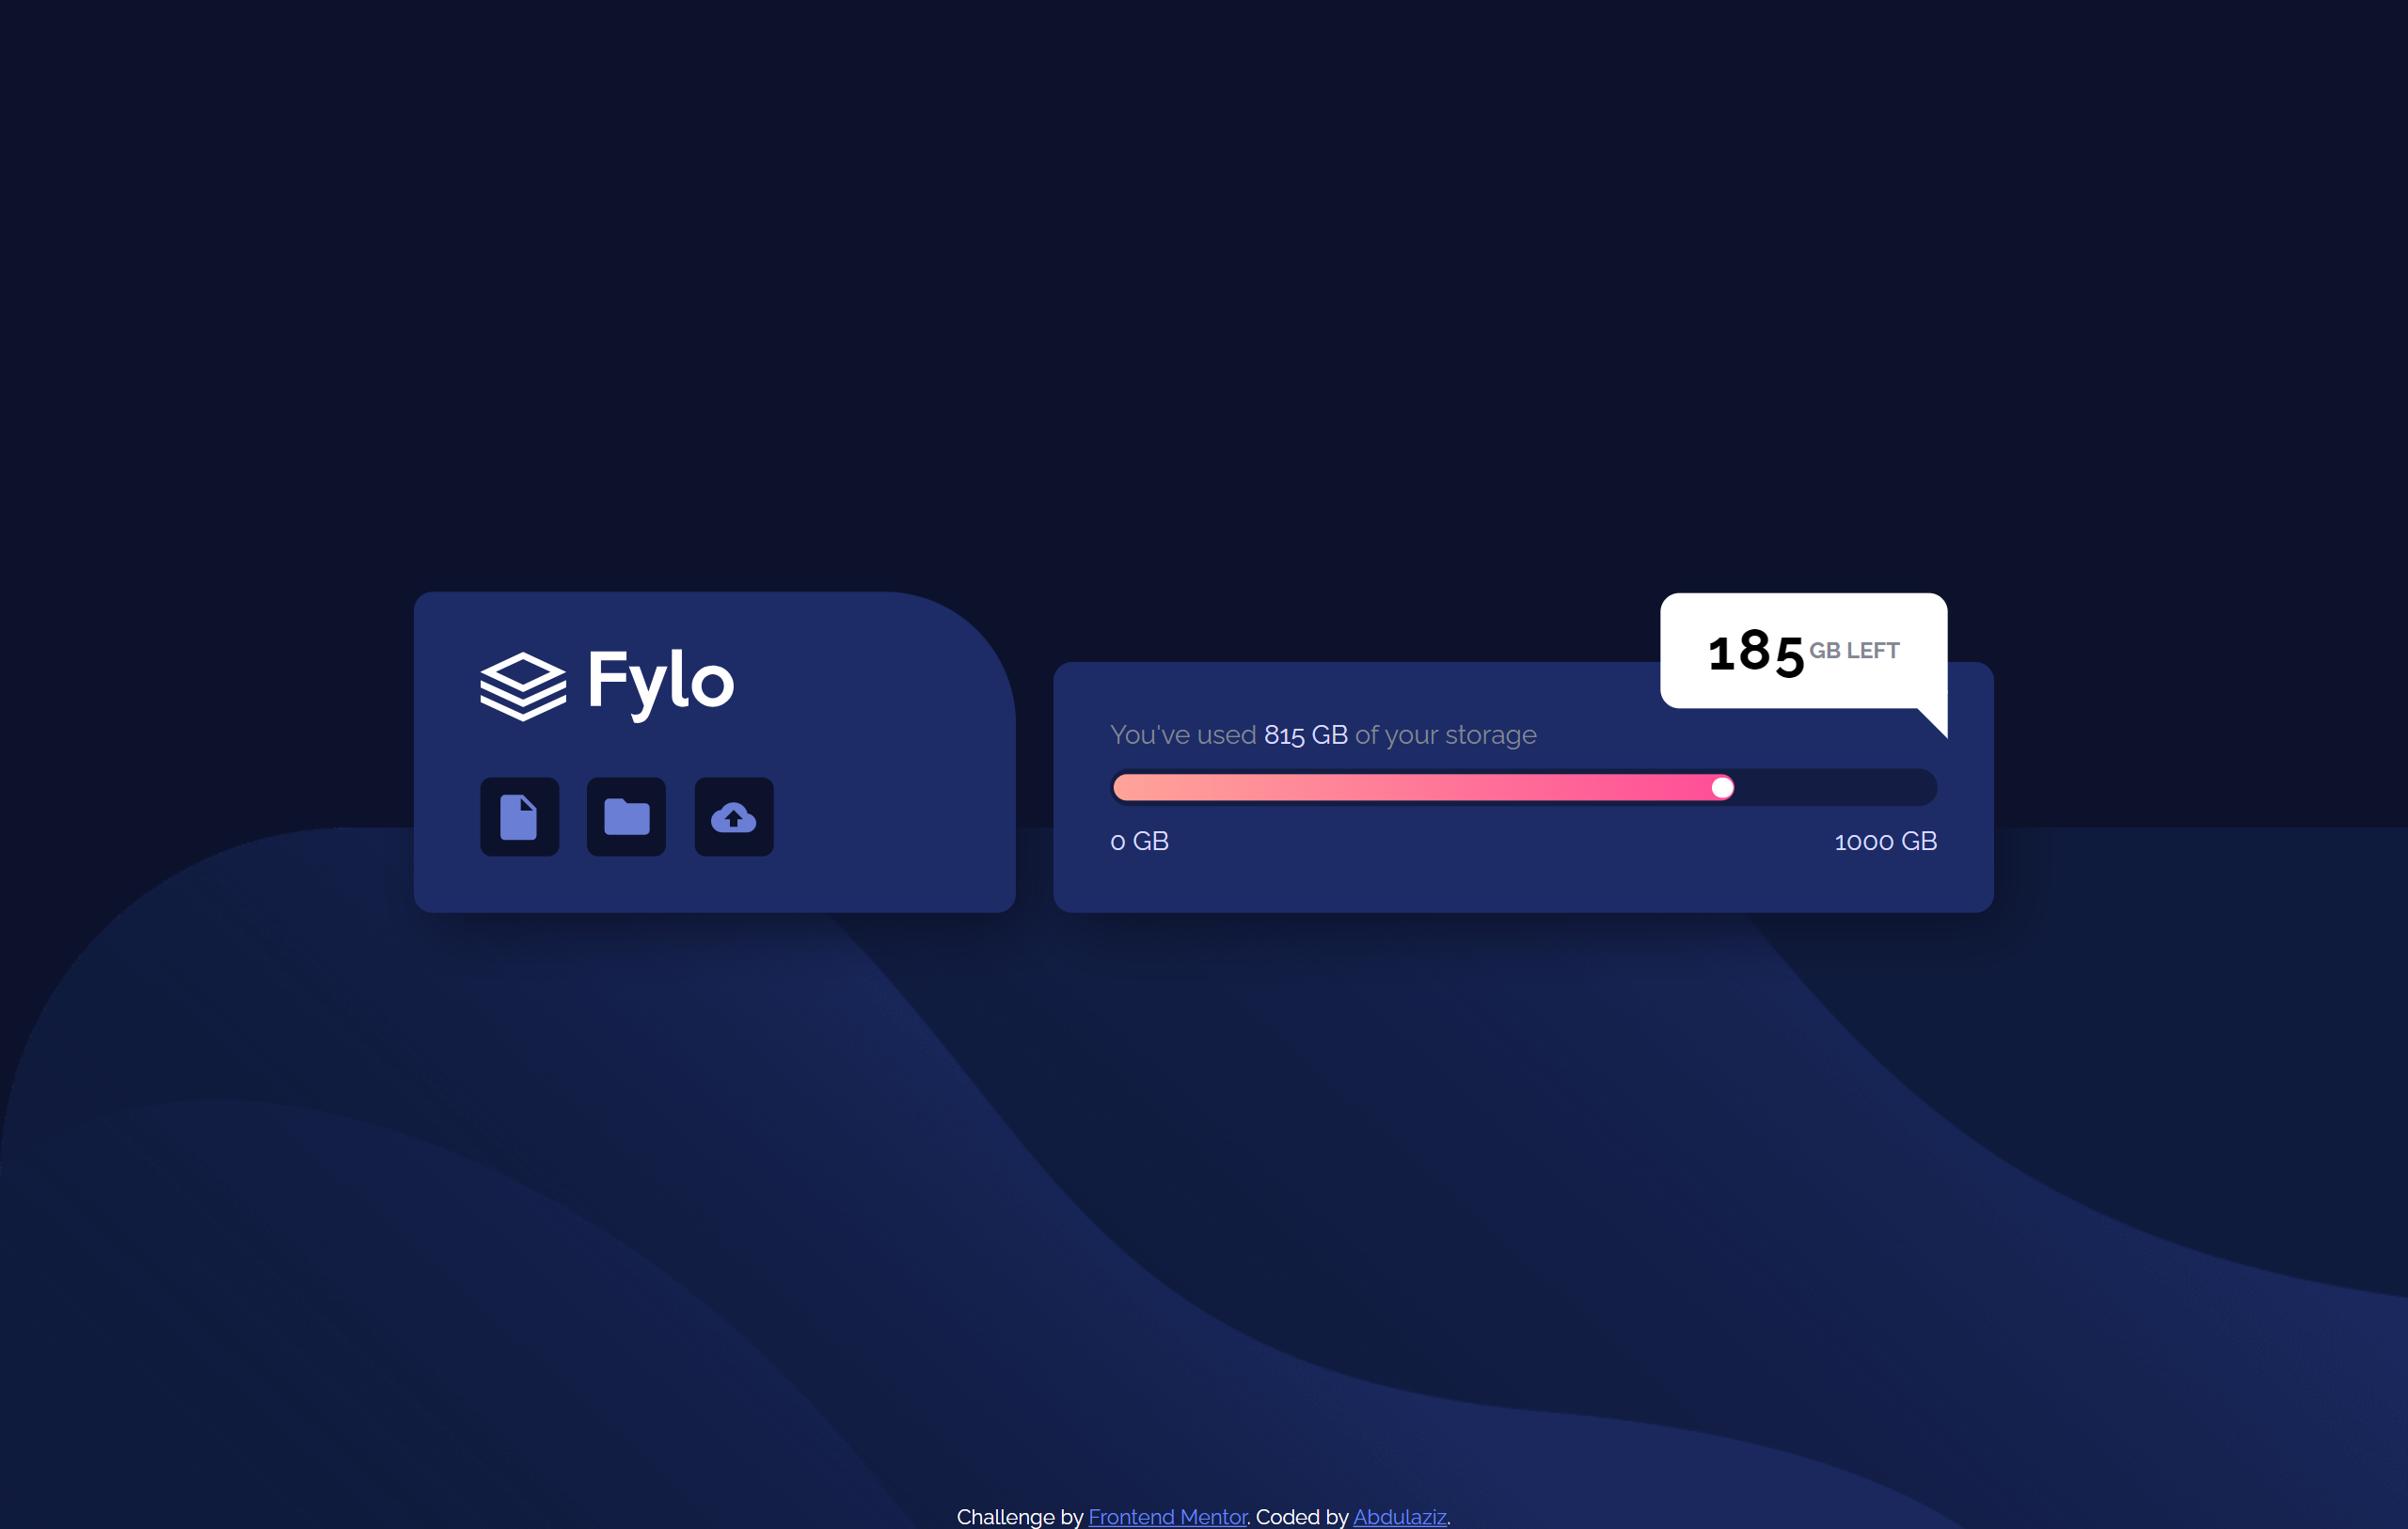 Fylo
185 GB LEFT
You've used 815 GB of your storage
0 GB
1000 GB
Challenge by Frontend Mentor. Coded by Abdulaziz.